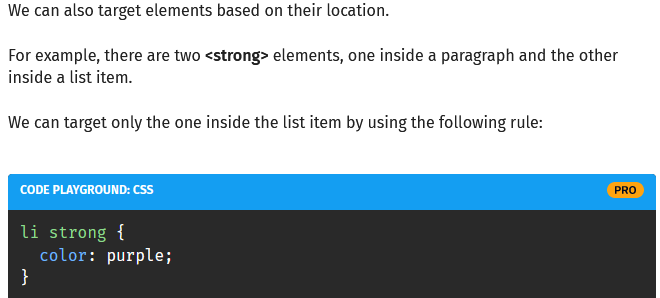 We can also target elements based on their location.
For example, there are two <strong> elements, one inside a paragraph and the other
inside a list item.
We can target only the one inside the list item by using the following rule:
CODE PLAYGROUND: CSS
PRO
li strong {
  color: purple;
}